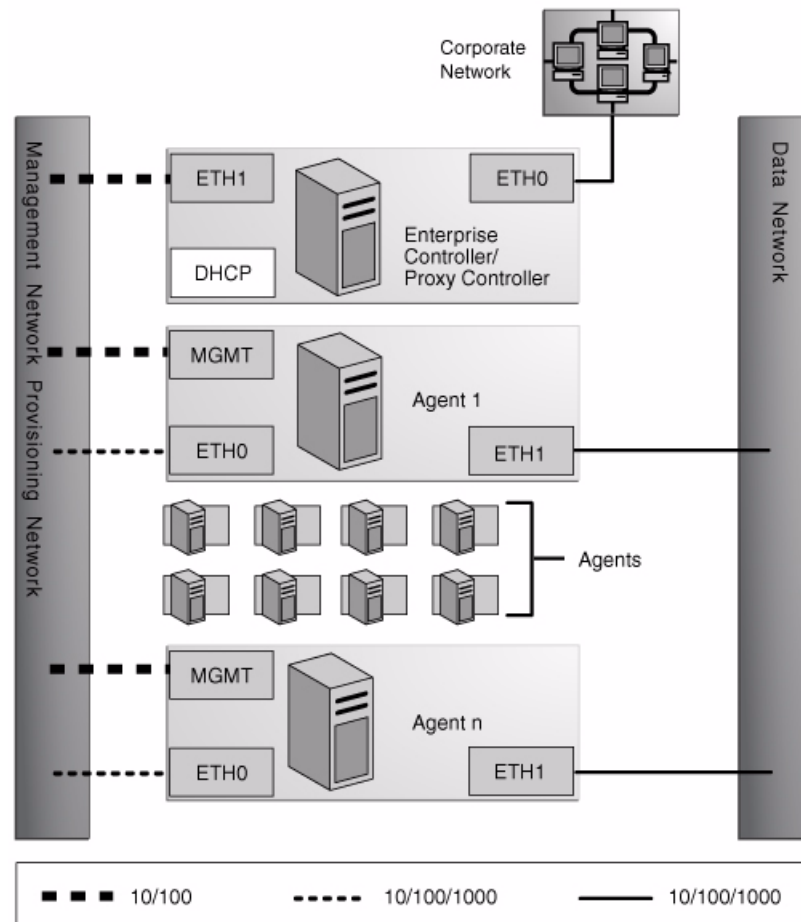 Corporate
Network
Management Network Provisioning Network
Data Network
ETH1
ETH0
DHCP
Enterprise
Controller/
Proxy Controller
MGMT
Agent 1
ETH0
ETH1
Agents
MGMT
Agent n
ETH0
ETH1
10/100
10/100/1000
10/100/1000